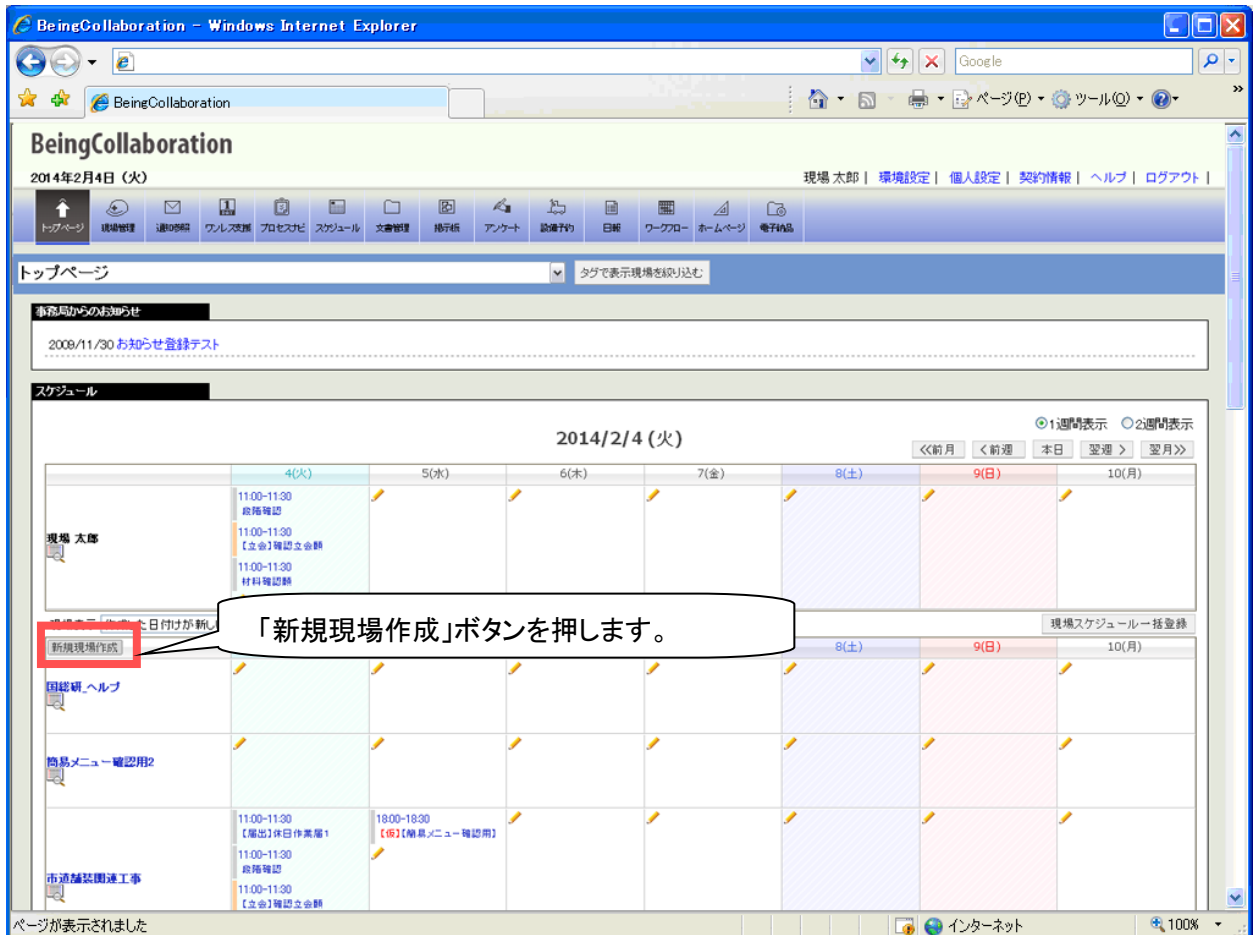 BeingCollaboration - Windows Internet Explorer
Google
BeingCollaboration
ページ(P) ツール(O)
BeingCollaboration
2014年2月4日 (火)
現場 太郎 | 環境設定 | 個人設定 | 契約情報 | ヘルプ | ログアウト |
トップページ 現場管理 通知参照 ワンレス支援 プロセスナビ スケジュール 文書管理 掲示板 アンケート 設備予約 日報 ワークフロー ホームページ 電子納品
トップページ
タグで表示現場を絞り込む
事務局からのお知らせ
2009/11/30 お知らせ登録テスト
スケジュール
2014/2/4 (火)
1週間表示 2週間表示
≪前月 <前週 本日 翌週 > 翌月≫
4(火) 5(水) 6(木) 7(金) 8(土) 9(日) 10(月)
現場 太郎
11:00-11:30
段階確認
11:00-11:30
【立会】確認立会願
11:00-11:30
材料確認願
た日付けが新し
現場スケジュール一括登録
「新規現場作成」ボタンを押します。
新規現場作成
8(土) 9(日) 10(月)
国総研_ヘルプ
簡易メニュー確認用2
市道舗装関連工事
11:00-11:30
【届出】休日作業届1
11:00-11:30
段階確認
11:00-11:30
【立会】確認立会願
18:00-18:30
【仮】【簡易メニュー確認用】
ページが表示されました
インターネット
100%